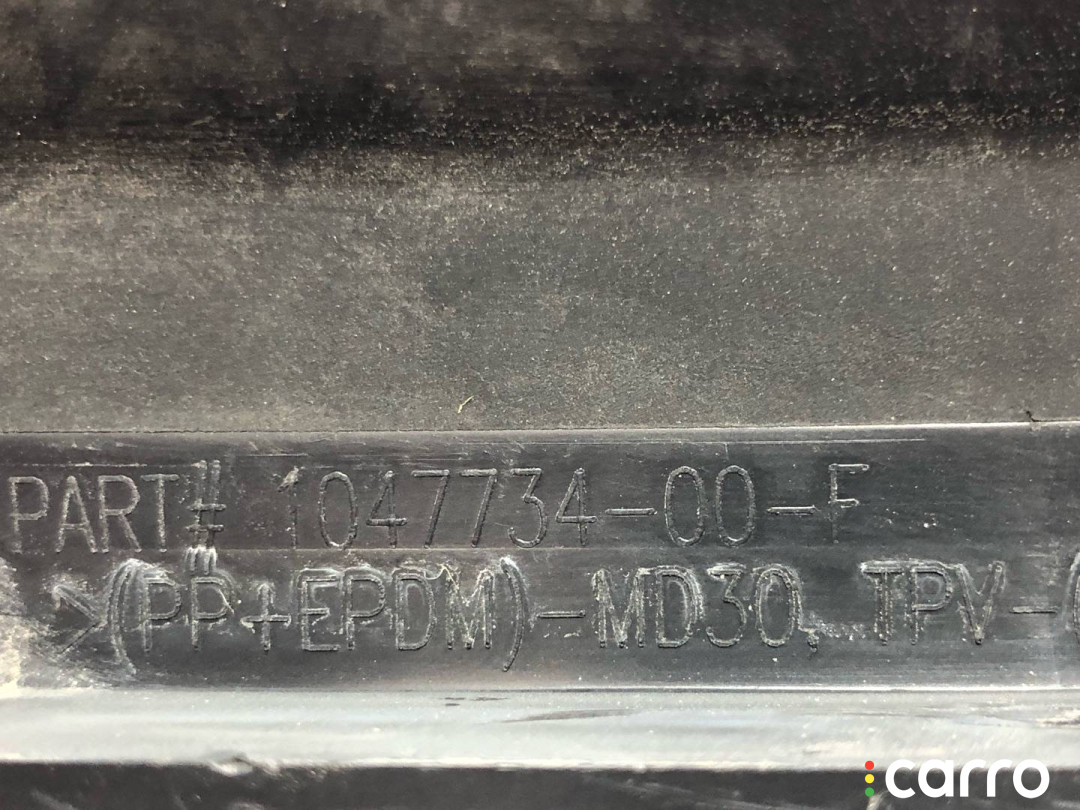 PART# 1047734-00-F
>(PP+EPDM)-MD30, TPV-(
carro